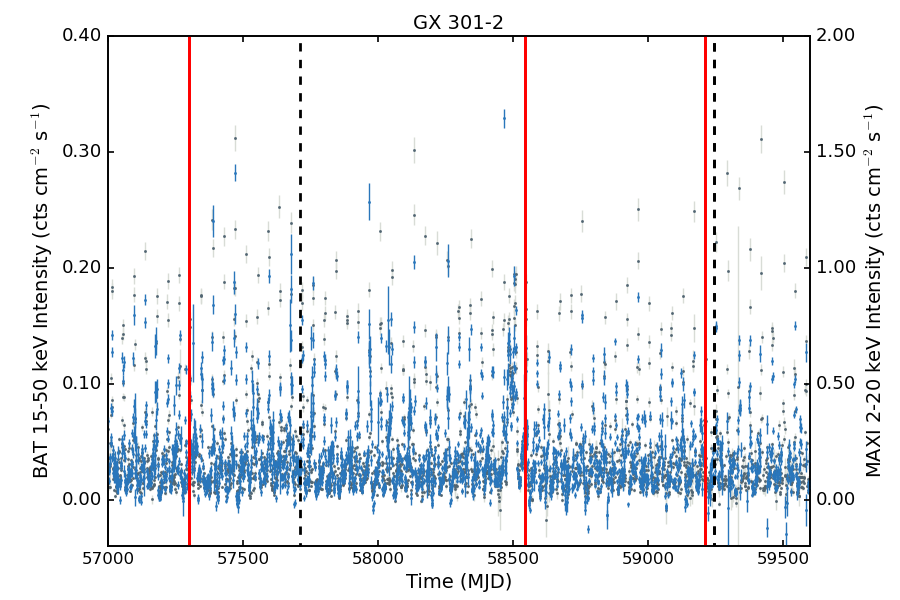 GX 301-2
0.40
0.30
0.20
0.10
0.00
BAT 15-50 keV Intensity (cts cm⁻² s⁻¹)
2.00
1.50
1.00
0.50
0.00
MAXI 2-20 keV Intensity (cts cm⁻² s⁻¹)
57000 57500 58000 58500 59000 59500
Time (MJD)